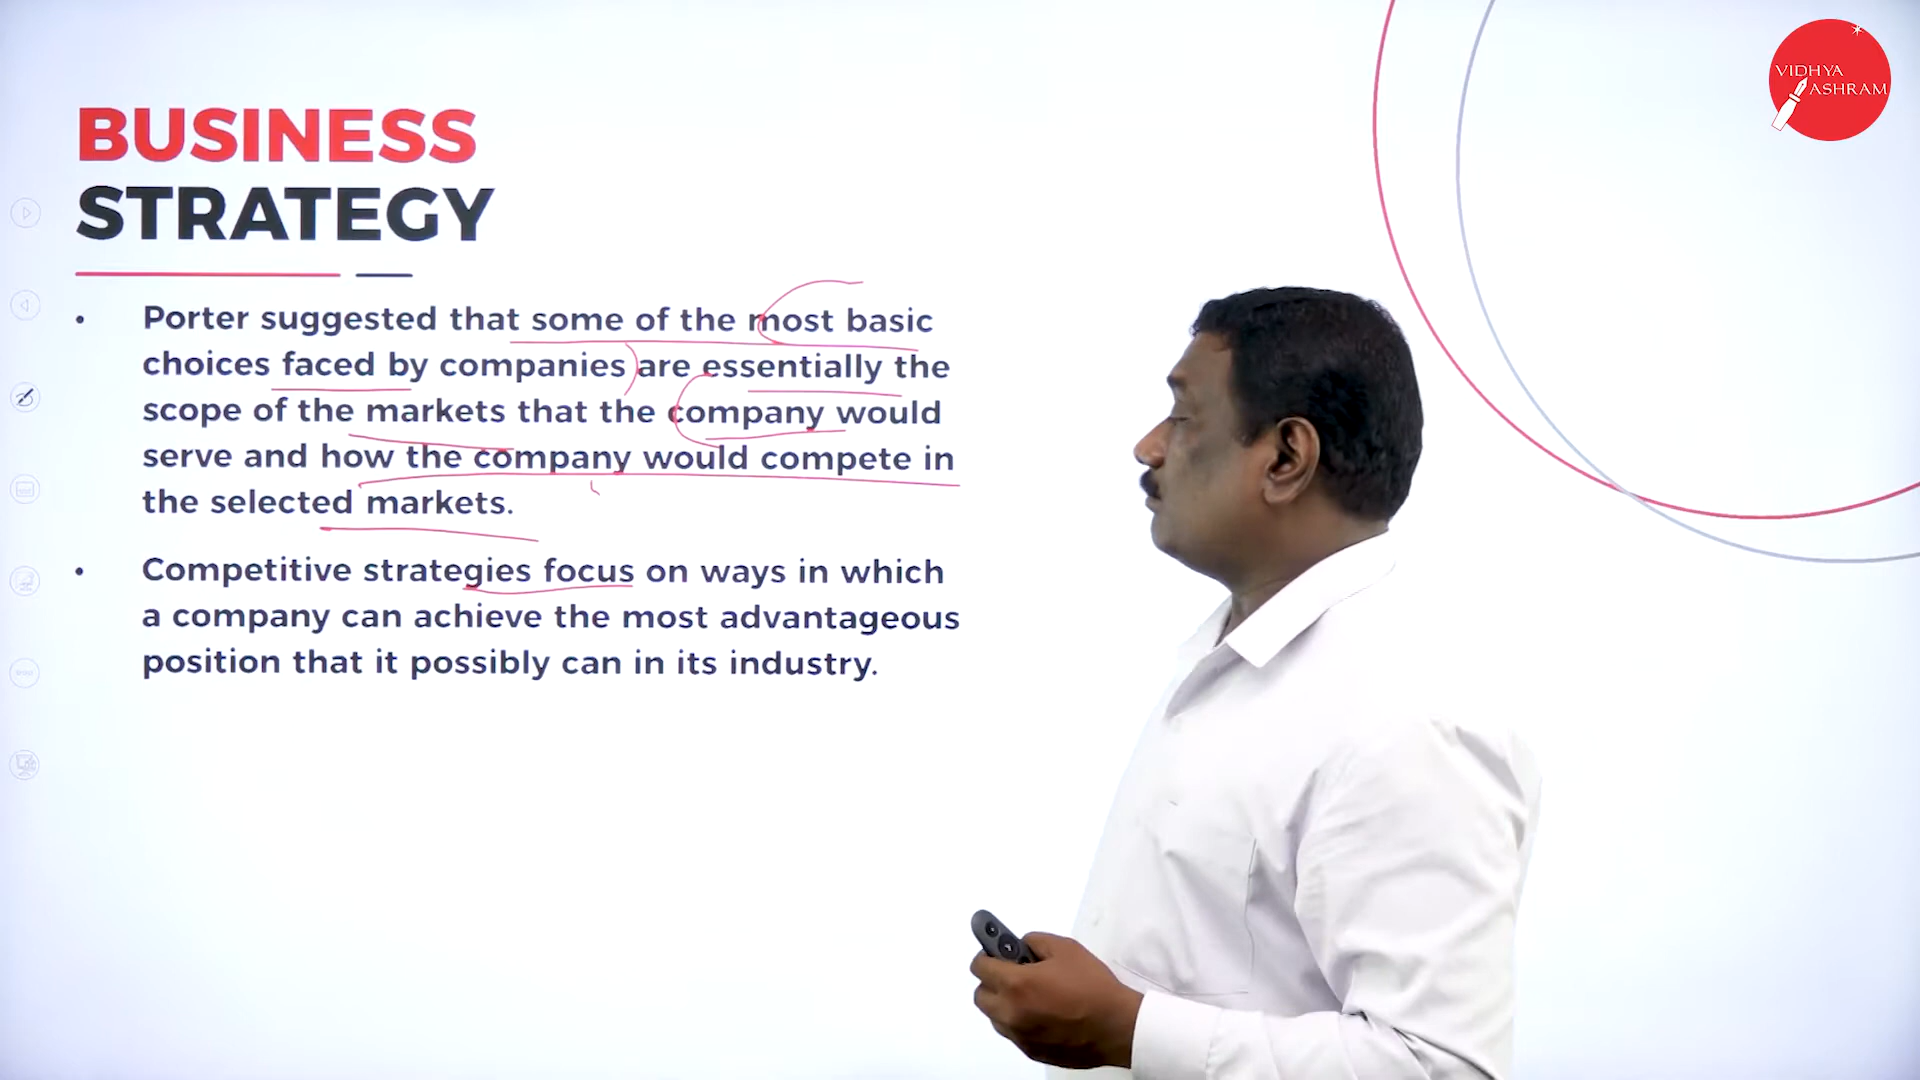 VIDHYA
ASHRAM
BUSINESS
STRATEGY
• Porter suggested that some of the most basic
choices faced by companies are essentially the
scope of the markets that the company would
serve and how the company would compete in
the selected markets.
• Competitive strategies focus on ways in which
a company can achieve the most advantageous
position that it possibly can in its industry.